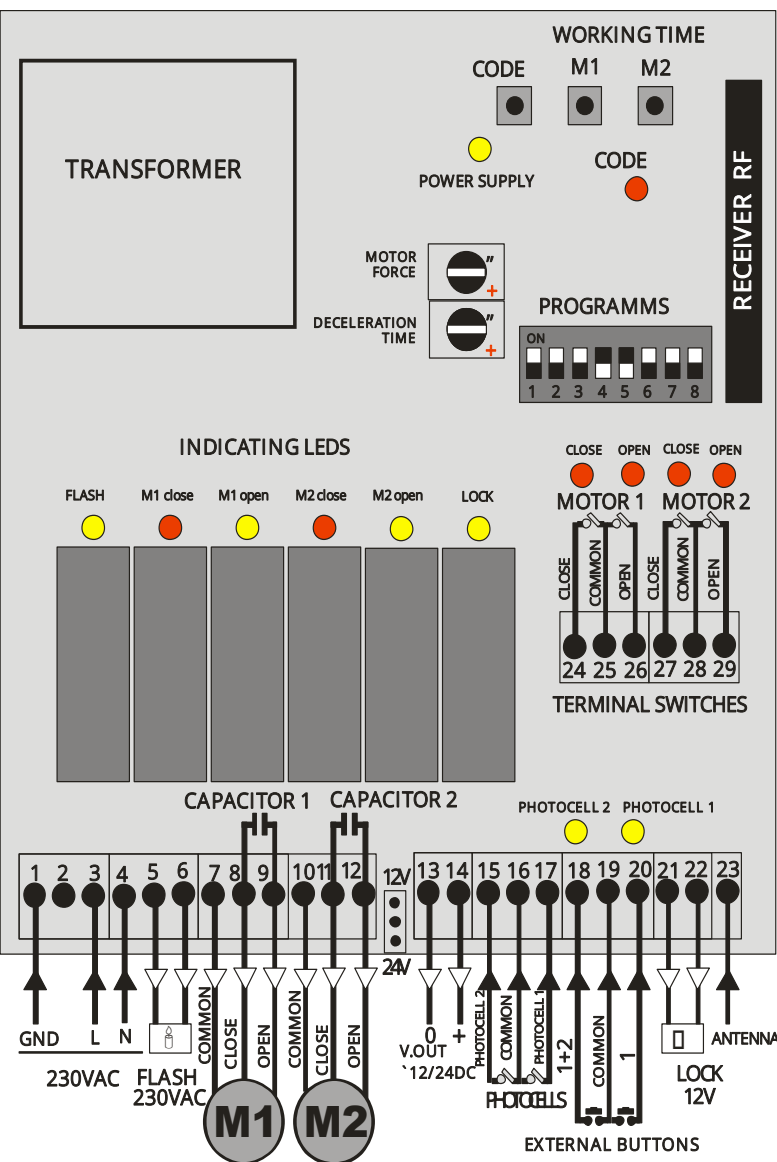 WORKING TIME
CODE M1 M2
TRANSFORMER
POWER SUPPLY
CODE
RECEIVER RF
MOTOR
FORCE
"
+
DECELERATION
TIME
"
+
PROGRAMMS
ON
1 2 3 4 5 6 7 8
INDICATING LEDS
FLASH M1 close M1 open M2 close M2 open LOCK
CLOSE OPEN CLOSE OPEN
MOTOR 1 MOTOR 2
CLOSE COMMON OPEN CLOSE COMMON OPEN
24 25 26 27 28 29
TERMINAL SWITCHES
CAPACITOR 1 CAPACITOR 2
PHOTOCELL 2 PHOTOCELL 1
1 2 3 4 5 6 7 8 9 10 11 12
12V
24V
13 14 15 16 17 18 19 20 21 22 23
GND L N
230VAC
FLASH
230VAC
COMMON CLOSE OPEN COMMON CLOSE OPEN
M1 M2
0 +
V.OUT
`12/24DC
PHOTOCELL 2 COMMON PHOTOCELL 1
PHOTOCELLS
1+2 COMMON 1
EXTERNAL BUTTONS
LOCK
12V
ANTENNA